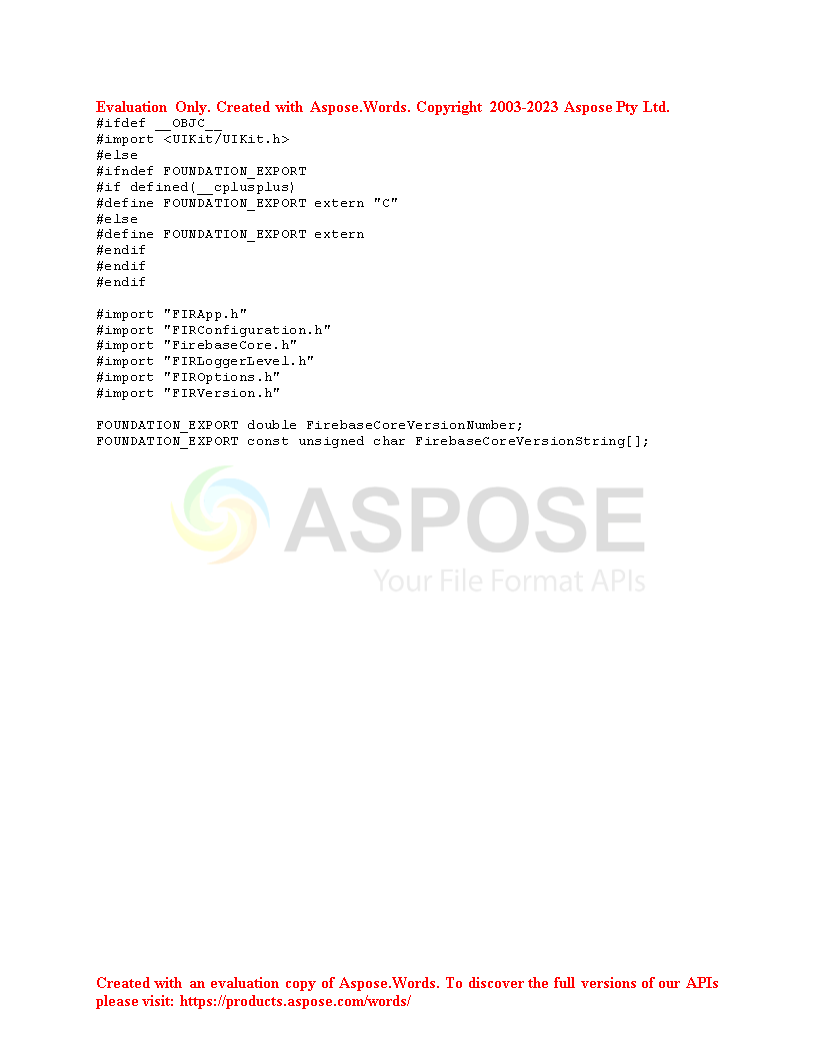 Evaluation Only. Created with Aspose.Words. Copyright 2003-2023 Aspose Pty Ltd.
#ifdef __OBJC__
#import <UIKit/UIKit.h>
#else
#ifndef FOUNDATION_EXPORT
#if defined(__cplusplus)
#define FOUNDATION_EXPORT extern "C"
#else
#define FOUNDATION_EXPORT extern
#endif
#endif
#endif

#import "FIRApp.h"
#import "FIRConfiguration.h"
#import "FirebaseCore.h"
#import "FIRLoggerLevel.h"
#import "FIROptions.h"
#import "FIRVersion.h"

FOUNDATION_EXPORT double FirebaseCoreVersionNumber;
FOUNDATION_EXPORT const unsigned char FirebaseCoreVersionString[];
ASPOSE
Your File Format APIs
Created with an evaluation copy of Aspose.Words. To discover the full versions of our APIs
please visit: https://products.aspose.com/words/